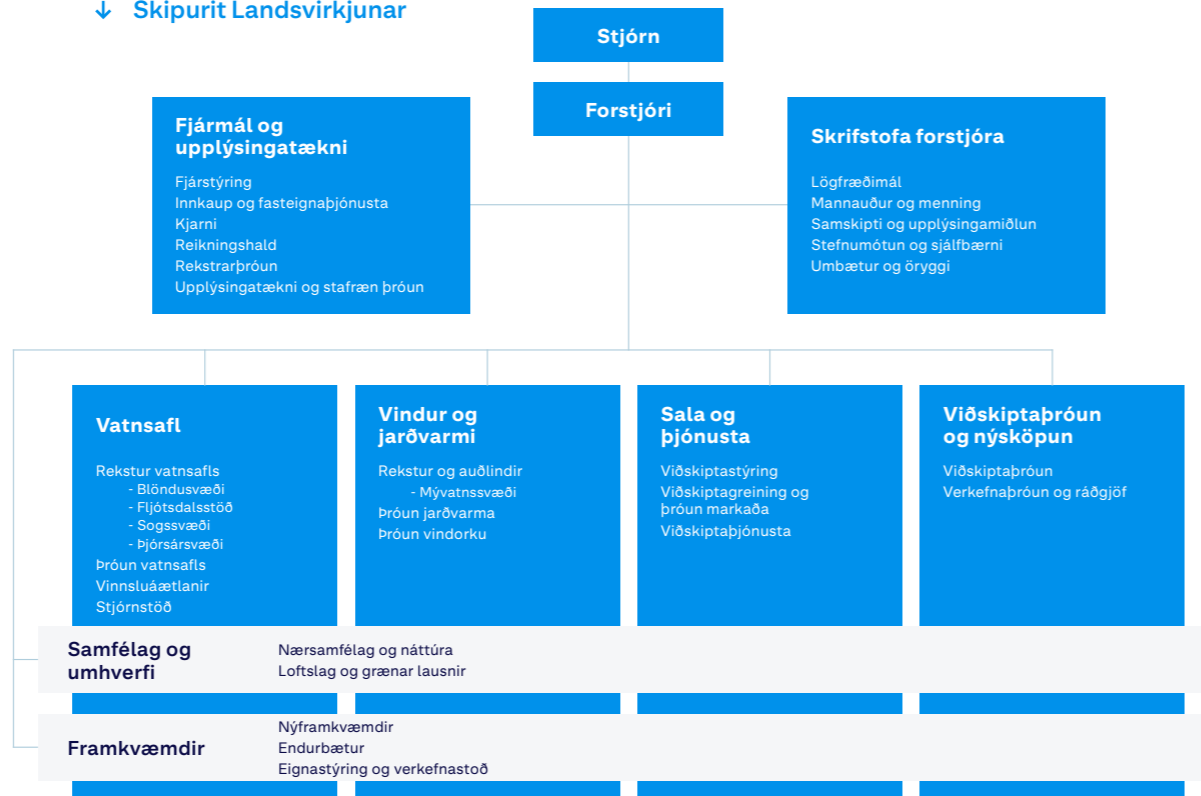 ↓ Skipurit Landsvirkjunar
Stjórn
Forstjóri
Fjármál og
upplýsingatækni
Fjárstýring
Innkaup og fasteignaþjónusta
Kjarni
Reikningshald
Rekstrarþróun
Upplýsingatækni og stafræn þróun
Skrifstofa forstjóra
Lögfræðimál
Mannauður og menning
Samskipti og upplýsingamiðlun
Stefnumótun og sjálfbærni
Umbætur og öryggi
Vatnsafl
Rekstur vatnsafls
- Blöndusvæði
- Fljótsdalsstöð
- Sogssvæði
- Þjórsársvæði
Þróun vatnsafls
Vinnsluáætlanir
Stjórnstöð
Vindur og
jarðvarmi
Rekstur og auðlindir
- Mývatnssvæði
Þróun jarðvarma
Þróun vindorku
Sala og
þjónusta
Viðskiptastýring
Viðskiptagreining og
þróun markaða
Viðskiptaþjónusta
Viðskiptaþróun
og nýsköpun
Viðskiptaþróun
Verkefnaþróun og ráðgjöf
Samfélag og
umhverfi
Nærsamfélag og náttúra
Loftslag og grænar lausnir
Framkvæmdir
Nýframkvæmdir
Endurbætur
Eignastýring og verkefnastoð